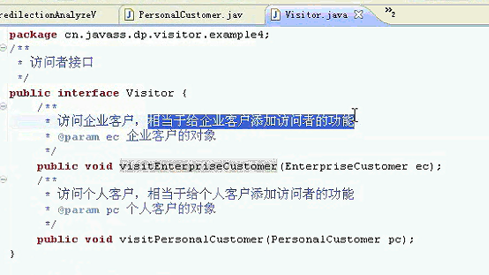 redilectionAnalyzeV PersonalCustomer.jav Visitor.java »2
package cn.javass.dp.visitor.example4;
/**
 * 访问者接口
 */
public interface Visitor {
/**
 * 访问企业客户，相当于给企业客户添加访问者的功能
 * @param ec 企业客户的对象
 */
public void visitEnterpriseCustomer(EnterpriseCustomer ec);
/**
 * 访问个人客户，相当于给个人客户添加访问者的功能
 * @param pc 个人客户的对象
 */
public void visitPersonalCustomer(PersonalCustomer pc);
}